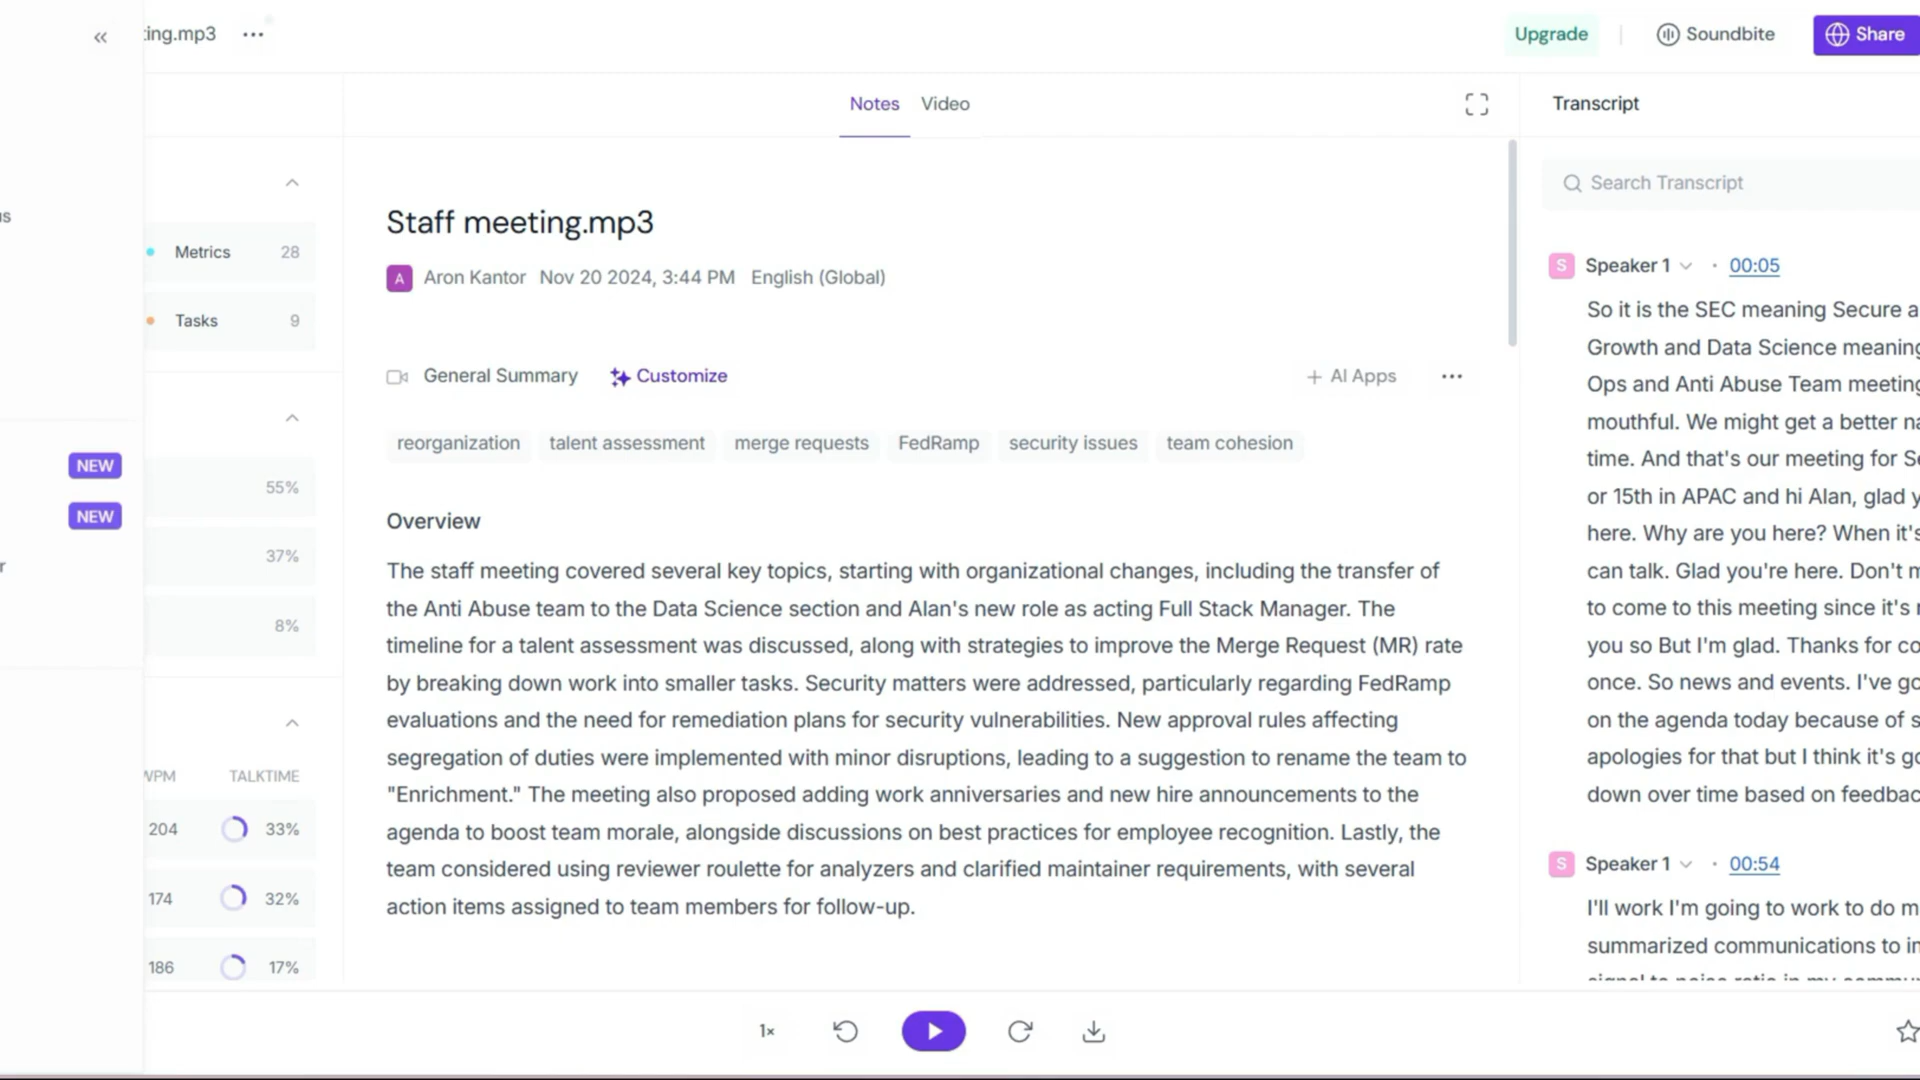 ting.mp3 ...
Upgrade
Soundbite
Share
Notes
Video
Transcript
Metrics 28
Tasks 9
NEW
NEW
55%
37%
8%
TALKTIME
204 33%
174 32%
186 17%
Staff meeting.mp3
A Aron Kantor Nov 20 2024, 3:44 PM English (Global)
General Summary Customize + AI Apps ...
reorganization talent assessment merge requests FedRamp security issues team cohesion
Overview
The staff meeting covered several key topics, starting with organizational changes, including the transfer of
the Anti Abuse team to the Data Science section and Alan's new role as acting Full Stack Manager. The
timeline for a talent assessment was discussed, along with strategies to improve the Merge Request (MR) rate
by breaking down work into smaller tasks. Security matters were addressed, particularly regarding FedRamp
evaluations and the need for remediation plans for security vulnerabilities. New approval rules affecting
segregation of duties were implemented with minor disruptions, leading to a suggestion to rename the team to
"Enrichment." The meeting also proposed adding work anniversaries and new hire announcements to the
agenda to boost team morale, alongside discussions on best practices for employee recognition. Lastly, the
team considered using reviewer roulette for analyzers and clarified maintainer requirements, with several
action items assigned to team members for follow-up.
Search Transcript
S Speaker 1 · 00:05
So it is the SEC meaning Secure a
Growth and Data Science meaning
Ops and Anti Abuse Team meeting
mouthful. We might get a better na
time. And that's our meeting for Se
or 15th in APAC and hi Alan, glad y
here. Why are you here? When it's
can talk. Glad you're here. Don't m
to come to this meeting since it's
you so But I'm glad. Thanks for co
once. So news and events. I've go
on the agenda today because of s
apologies for that but I think it's go
down over time based on feedbac
S Speaker 1 · 00:54
I'll work I'm going to work to do m
summarized communications to in
1×